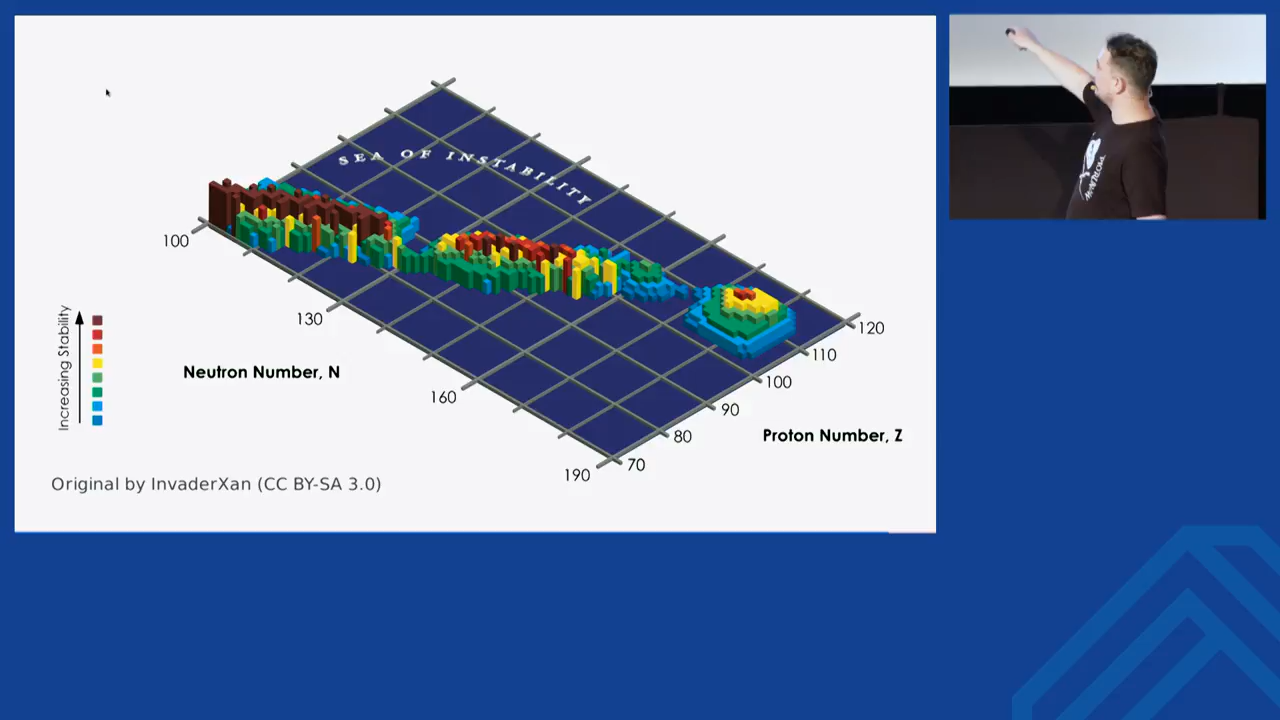 SEA OF INSTABILITY
100
130
160
190
Neutron Number, N
70
80
90
100
110
120
Proton Number, Z
Increasing Stability
Original by InvaderXan (CC BY-SA 3.0)